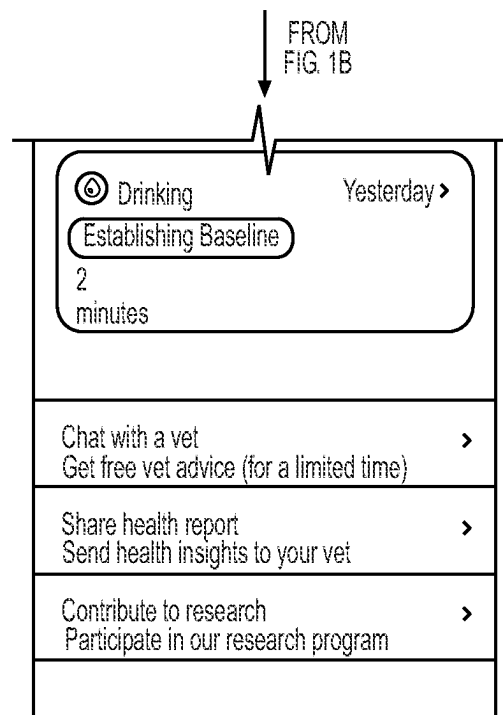 FROM
FIG. 1B
Drinking
Yesterday >
Establishing Baseline
2
minutes
Chat with a vet >
Get free vet advice (for a limited time)
Share health report >
Send health insights to your vet
Contribute to research >
Participate in our research program